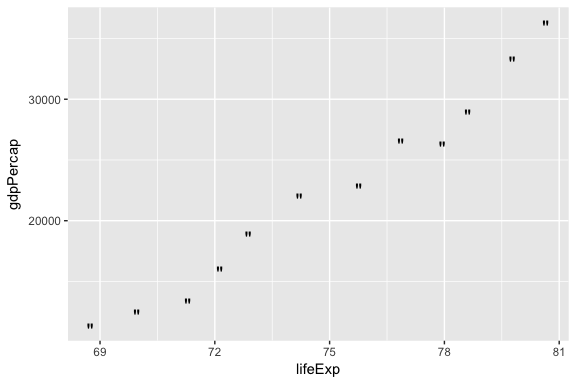 30000
20000
gdpPercap
69 72 75 78 81
lifeExp
" " " " " " " " " " " "